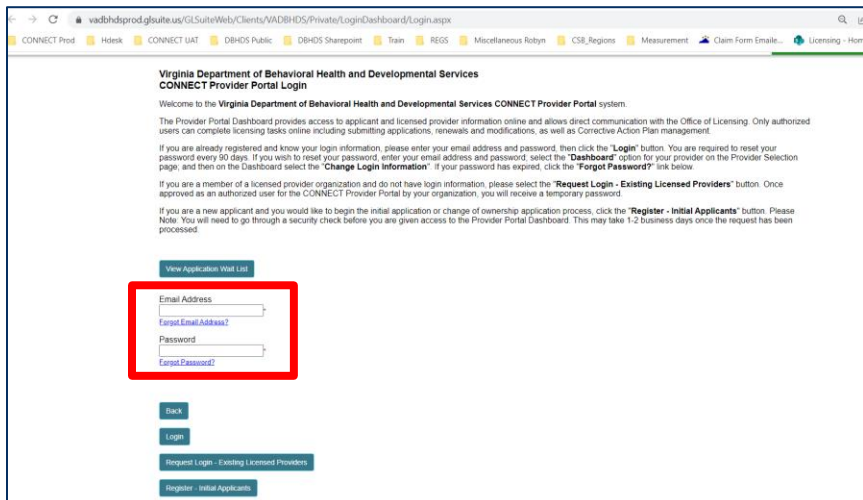 vadbhdsprod.glsuite.us/GLSuiteWeb/Clients/VADBHDS/Private/LoginDashboard/Login.aspx
CONNECT Prod Hdesk CONNECT UAT DBHDS Public DBHDS Sharepoint Train REGS Miscellaneous Robyn CSB_Regions Measurement Claim Form Emaile... Licensing - Hom
Virginia Department of Behavioral Health and Developmental Services
CONNECT Provider Portal Login
Welcome to the Virginia Department of Behavioral Health and Developmental Services CONNECT Provider Portal system.
The Provider Portal Dashboard provides access to applicant and licensed provider information online and allows direct communication with the Office of Licensing. Only authorized
users can complete licensing tasks online including submitting applications, renewals and modifications, as well as Corrective Action Plan management.
If you are already registered and know your login information, please enter your email address and password, then click the "Login" button. You are required to reset your
password every 90 days. If you wish to reset your password, enter your email address and password, select the "Dashboard" option for your provider on the Provider Selection
page; and then on the Dashboard select the "Change Login Information". If your password has expired, click the "Forgot Password?" link below.
If you are a member of a licensed provider organization and do not have login information, please select the "Request Login - Existing Licensed Providers" button. Once
approved as an authorized user for the CONNECT Provider Portal by your organization, you will receive a temporary password.
If you are a new applicant and you would like to begin the initial application or change of ownership application process, click the "Register - Initial Applicants" button. Please
Note: You will need to go through a security check before you are given access to the Provider Portal Dashboard. This may take 1-2 business days once the request has been
processed.
View Application Wait List
Email Address
*
Forgot Email Address?
Password
*
Forgot Password?
Back
Login
Request Login - Existing Licensed Providers
Register - Initial Applicants